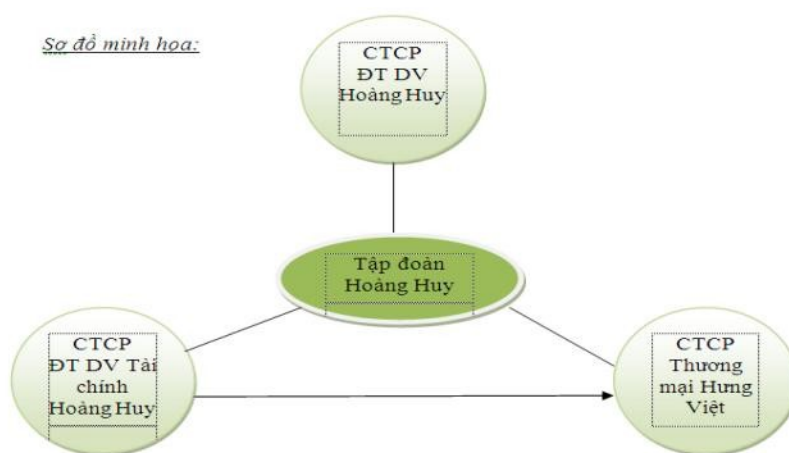 Sơ đồ minh họa:
CTCP
ĐT DV
Hoàng Huy
Tập đoàn
Hoàng Huy
CTCP
ĐT DV Tài
chính
Hoàng Huy
CTCP
Thương
mại Hưng
Việt